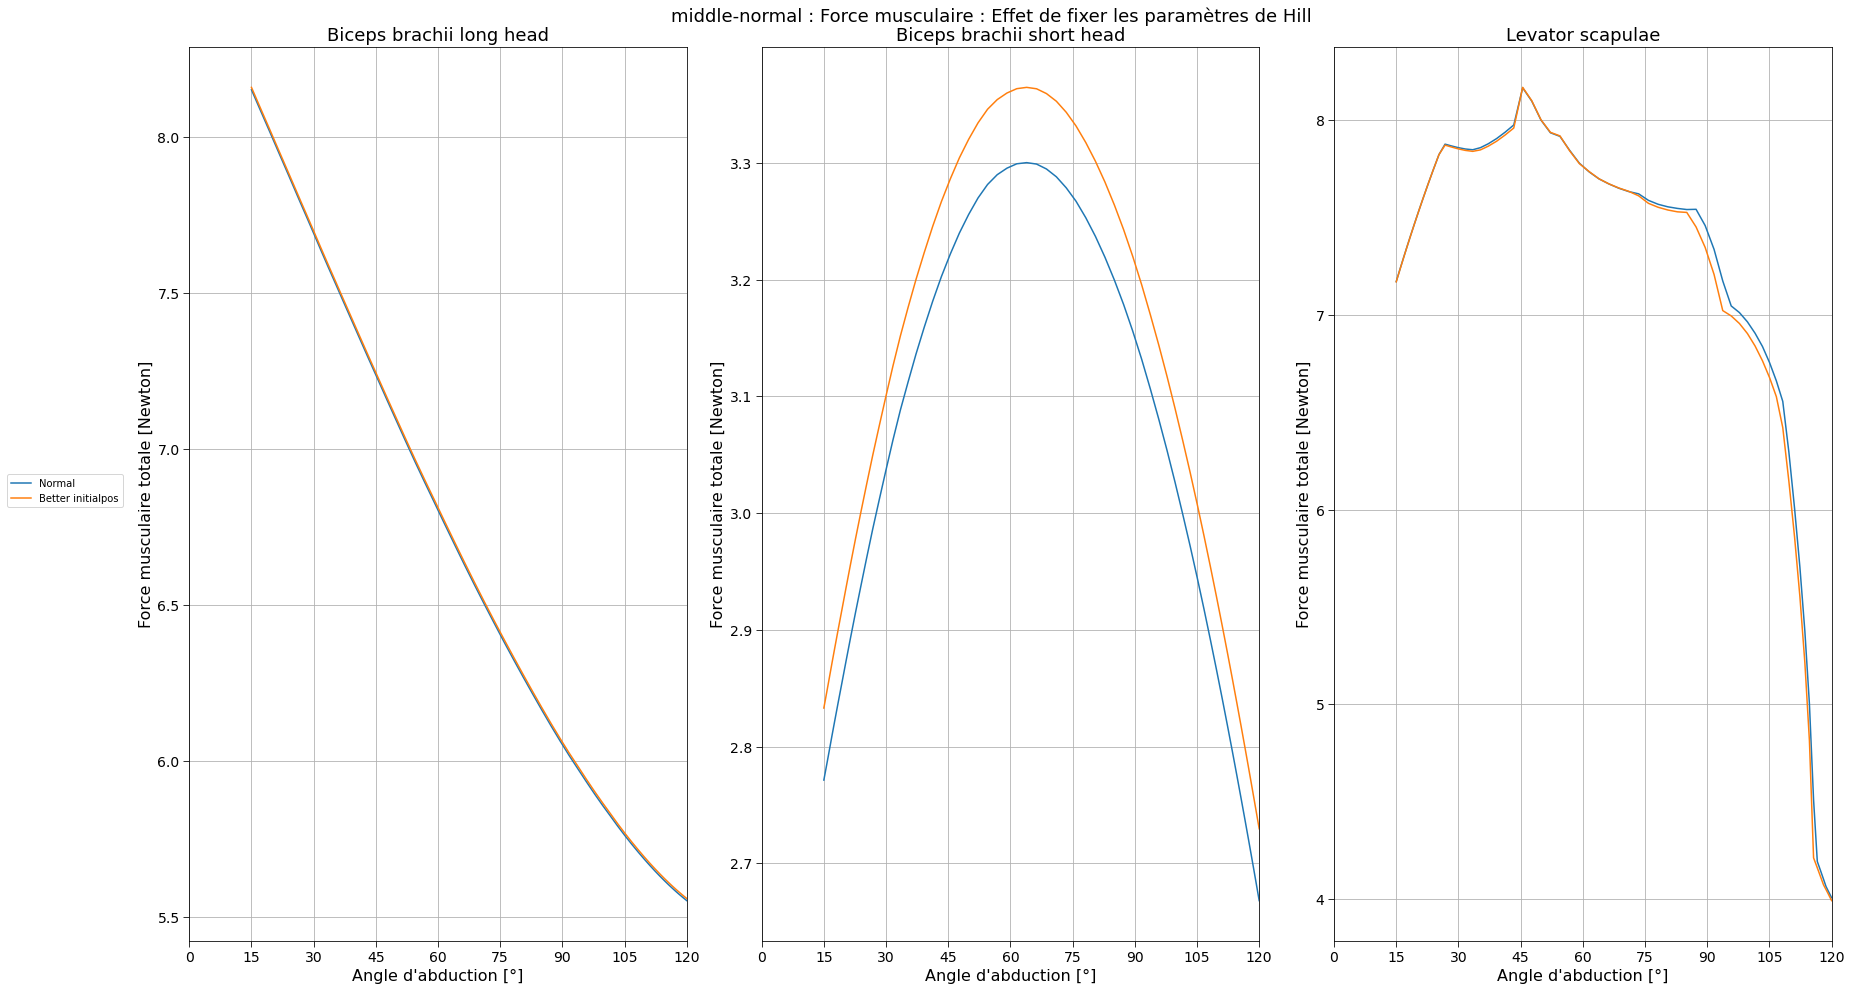 middle-normal : Force musculaire : Effet de fixer les paramètres de Hill
Biceps brachii long head
Biceps brachii short head
Levator scapulae
Normal
Better initialpos
Force musculaire totale [Newton]
8.0
7.5
7.0
6.5
6.0
5.5
0 15 30 45 60 75 90 105 120
Angle d'abduction [°]
Force musculaire totale [Newton]
3.3
3.2
3.1
3.0
2.9
2.8
2.7
0 15 30 45 60 75 90 105 120
Angle d'abduction [°]
Force musculaire totale [Newton]
8
7
6
5
4
0 15 30 45 60 75 90 105 120
Angle d'abduction [°]